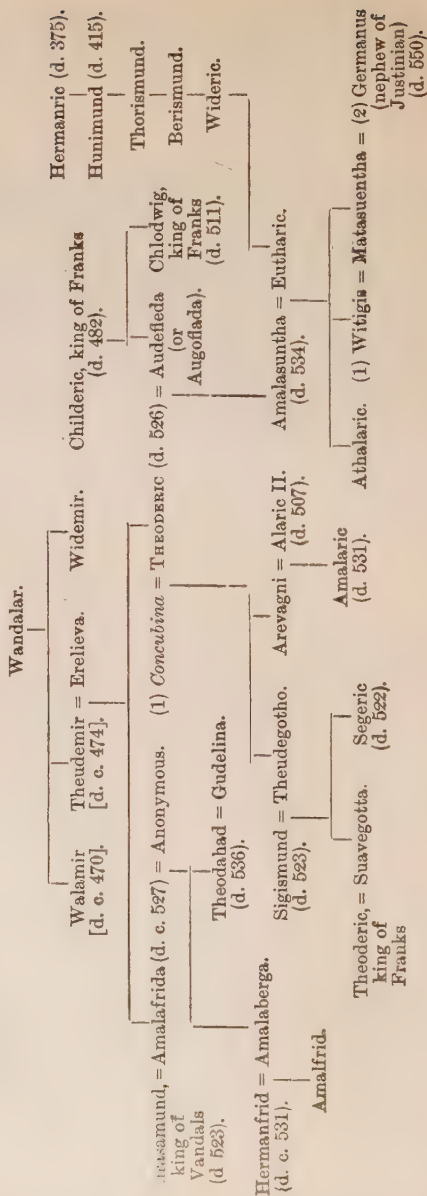 Wandalar.
Hermanric (d. 375).
Hunimund (d. 415).
Thorismund.
Berismund.
Wideric.
Walamir
[d. c. 470].
Theudemir = Erelieva.
[d. c. 474].
Widemir.
Childeric, king of Franks
(d. 482).
= Amalafrida (d. c. 527) = Anonymous.
king of
Vandals
(d 523).
(1) Concubina = THEODERIC (d. 526) = Audefleda
(or
Augoflada).
Chlodwig,
king of
Franks
(d. 511).
Theodahad = Gudelina.
(d. 536).
Hermanfrid = Amalaberga.
(d. c. 531).
Amalfrid.
Sigismund = Theudegotho.
(d. 523).
Arevagni = Alaric II.
(d. 507).
Amalasuntha = Eutharic.
(d. 534).
Theoderic, = Suavegotta.
king of
Franks
Segeric
(d. 522).
Amalaric
(d. 531).
Athalaric.
(1) Witigis = Matasuentha = (2) Germanus
(nephew of
Justinian)
(d. 550).